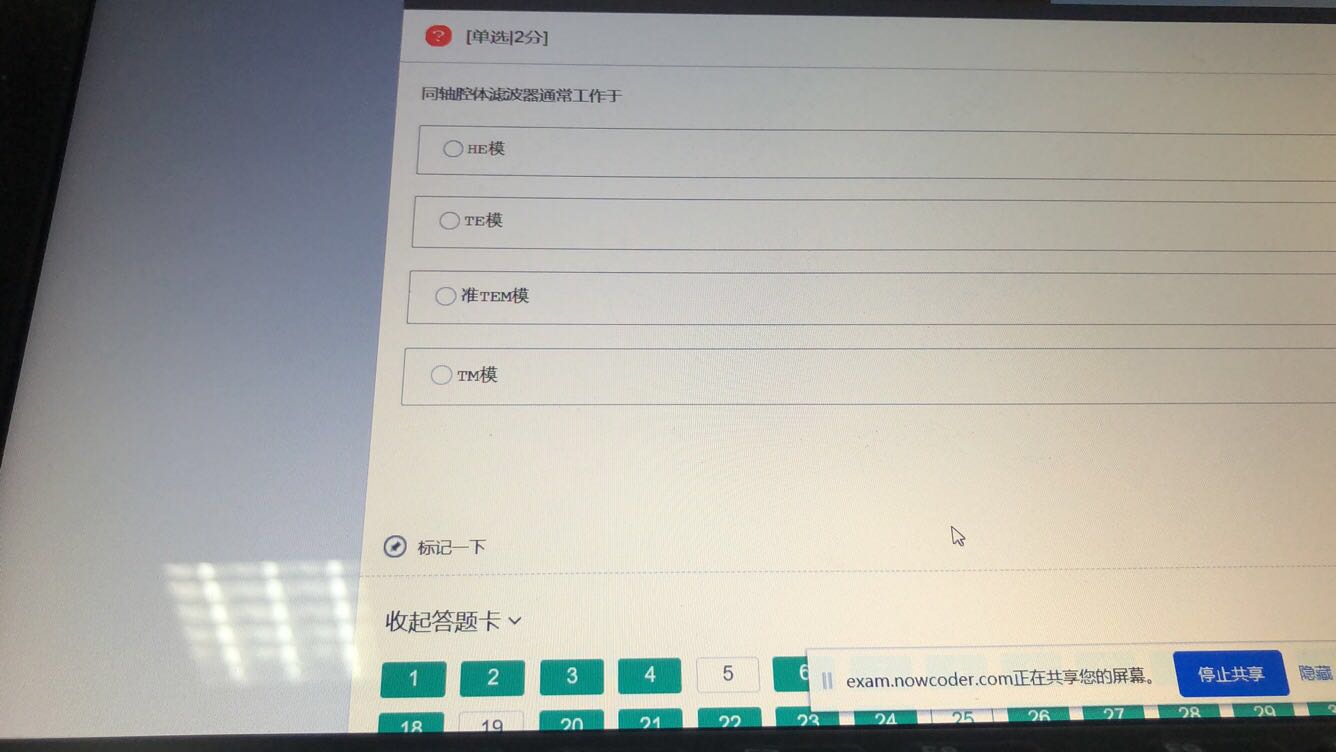 ? [单选|2分]
同轴腔体滤波器通常工作于
HE模
TE模
准TEM模
TM模
标记一下
收起答题卡
1 2 3 4 5 6
exam.nowcoder.com正在共享您的屏幕。 停止共享 隐藏
18 19 20 21 22 23 24 25 26 27 28 29